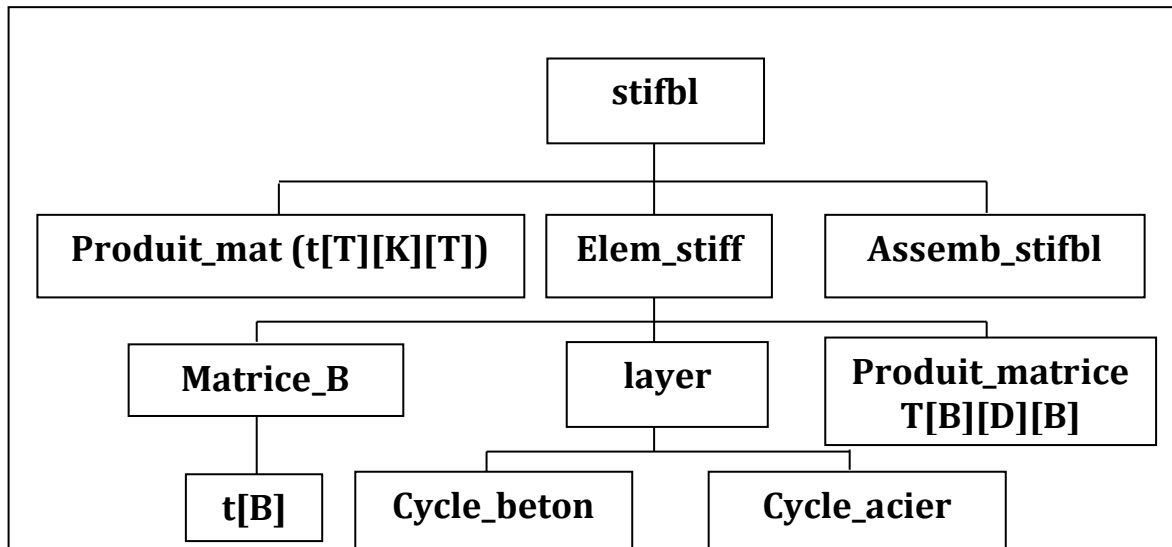 stifbl
Produit_mat (t[T][K][T])
Elem_stiff
Assemb_stifbl
Matrice_B
layer
Produit_matrice
T[B][D][B]
t[B]
Cycle_beton
Cycle_acier